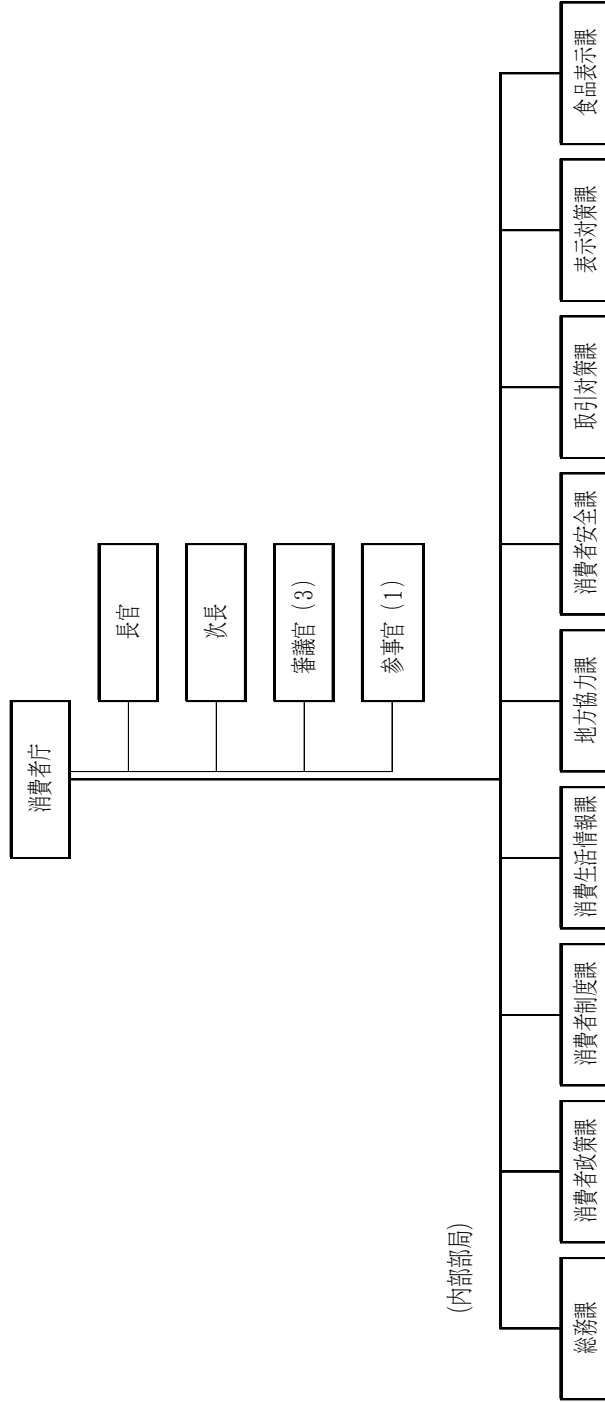 消費者庁
長官
次長
審議官（3）
参事官（1）
(内部部局)
総務課
消費者政策課
消費者制度課
消費生活情報課
地方協力課
消費者安全課
取引対策課
表示対策課
食品表示課